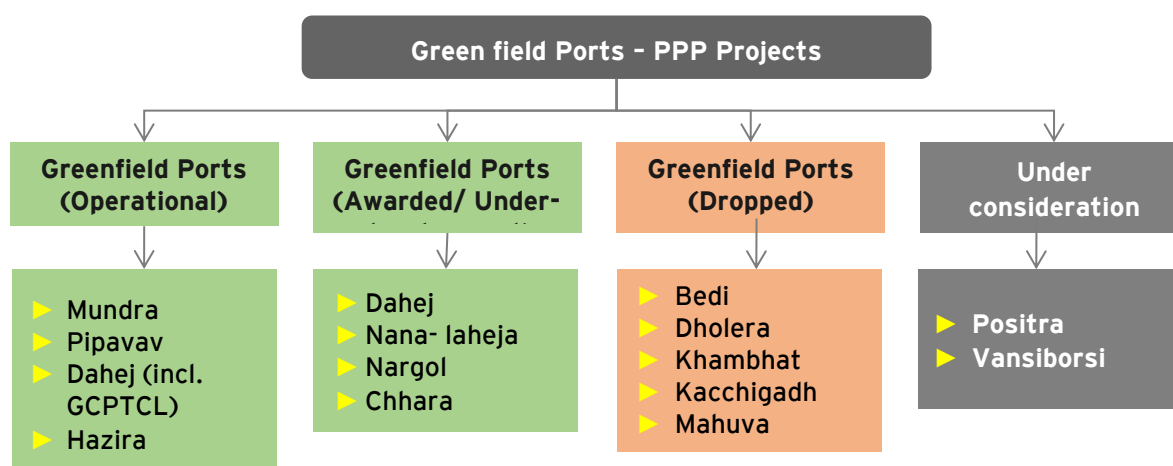 Green field Ports – PPP Projects
Greenfield Ports
(Operational)
Greenfield Ports
(Awarded/ Under-
Greenfield Ports
(Dropped)
Under
consideration
Mundra
Pipavav
Dahej (incl.
GCPTCL)
Hazira
Dahej
Nana- laheja
Nargol
Chhara
Bedi
Dholera
Khambhat
Kacchigadh
Mahuva
Positra
Vansiborsi